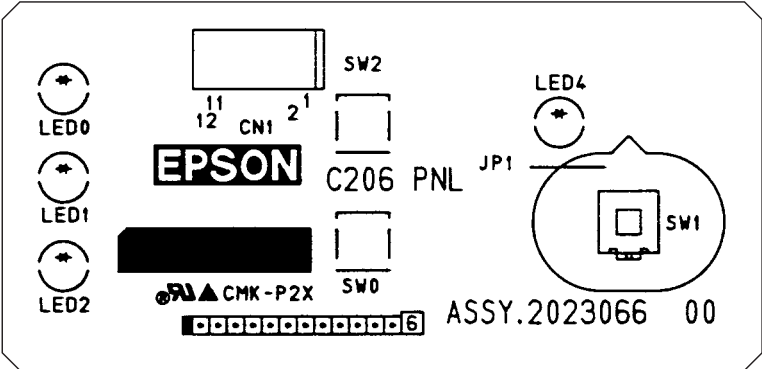 SW2
LED4
11
1
12
2
CN1
LED0
EPSON
C206 PNL
JP1
LED1
SW1
LED2
CMK-P2X
SW0
6
ASSY.2023066 00